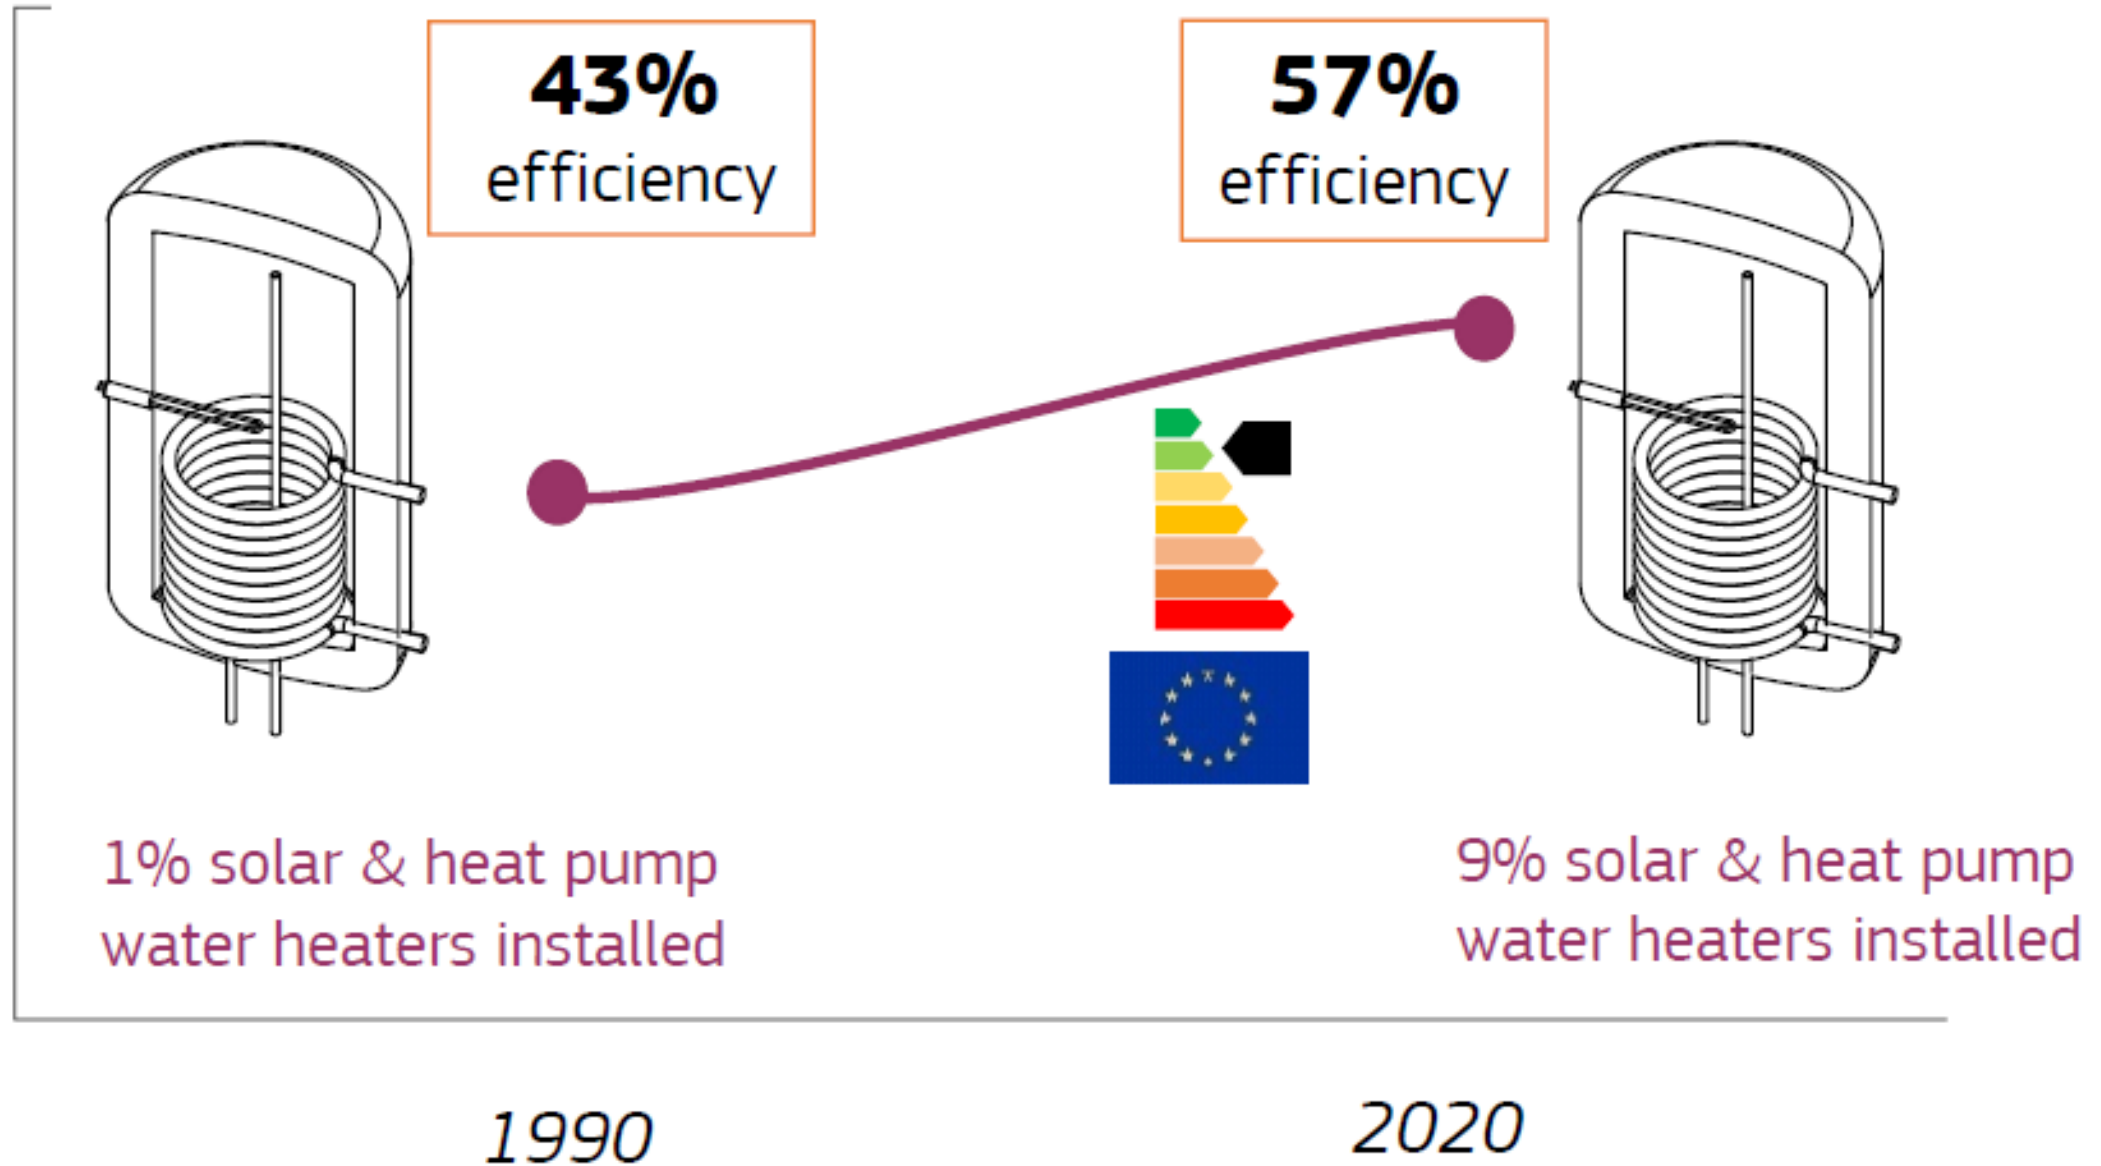 43%
efficiency
57%
efficiency
1% solar & heat pump
water heaters installed
9% solar & heat pump
water heaters installed
1990
2020